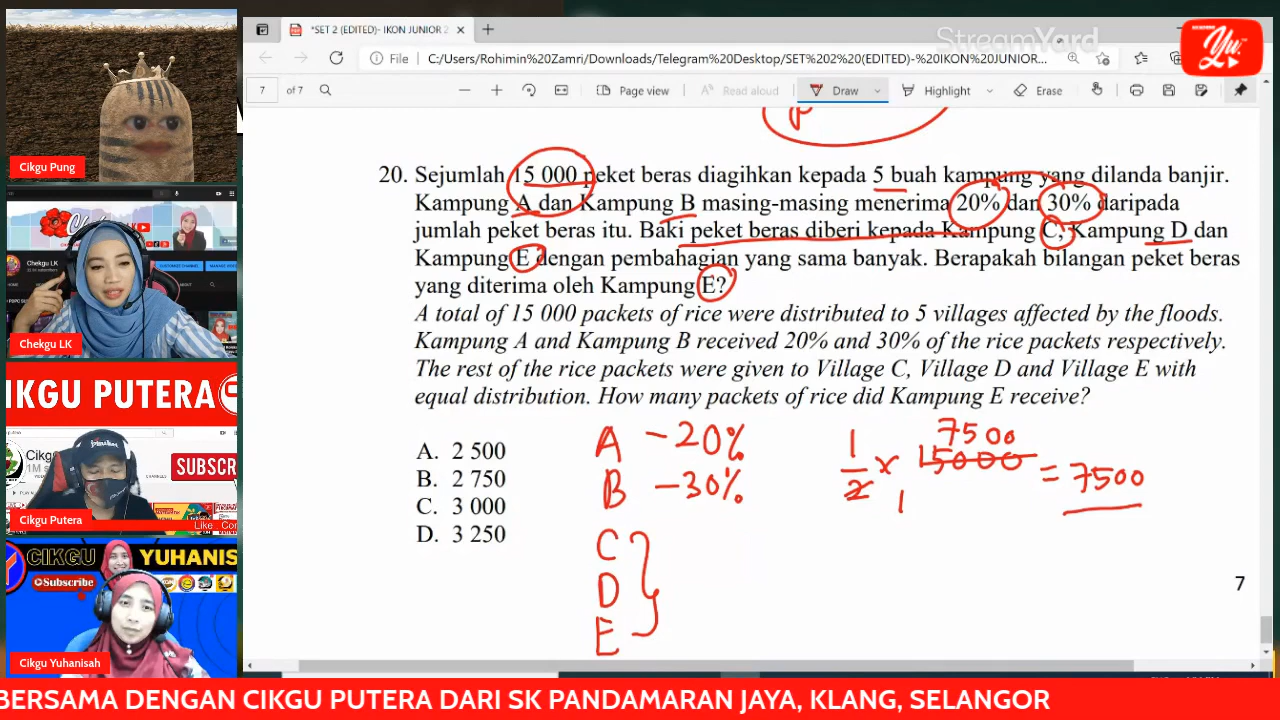 *SET 2 (EDITED)- IKON JUNIOR 2
StreamYard
File
C:/Users/Rohimin%20Zamri/Downloads/Telegram%20Desktop/SET%202%20(EDITED)-%20IKON%20JUNIOR...
7 of 7
Page view
Read aloud
Draw
Highlight
Erase
20. Sejumlah 15 000 peket beras diagihkan kepada 5 buah kampung yang dilanda banjir.
Kampung A dan Kampung B masing-masing menerima 20% dan 30% daripada
jumlah peket beras itu. Baki peket beras diberi kepada Kampung C, Kampung D dan
Kampung E dengan pembahagian yang sama banyak. Berapakah bilangan peket beras
yang diterima oleh Kampung E?
A total of 15 000 packets of rice were distributed to 5 villages affected by the floods.
Kampung A and Kampung B received 20% and 30% of the rice packets respectively.
The rest of the rice packets were given to Village C, Village D and Village E with
equal distribution. How many packets of rice did Kampung E receive?
A. 2 500
B. 2 750
C. 3 000
D. 3 250
A - 20%
B - 30%
C
D
E
7500
1/2 x 15000 = 7500
1
7
Cikgu Pung
Chekgu LK
Chekgu LK
CIKGU PUTERA
SUBSCR
Like
Cikgu Putera
CIKGU YUHANIS
Subscribe
Cikgu Yuhanisah
BERSAMA DENGAN CIKGU PUTERA DARI SK PANDAMARAN JAYA, KLANG, SELANGOR